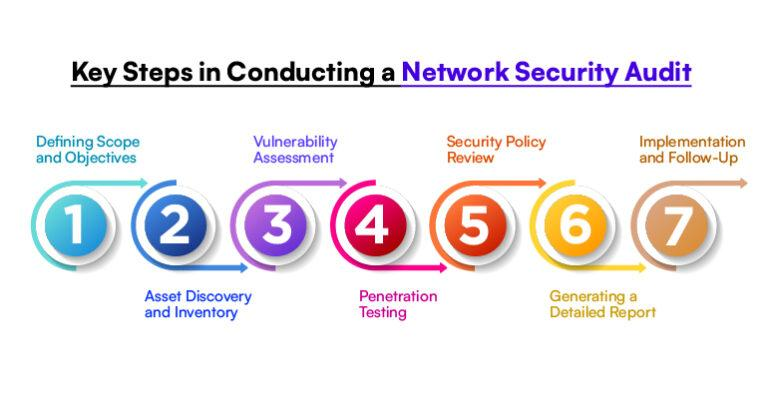 Key Steps in Conducting a Network Security Audit
Defining Scope
and Objectives
Vulnerability
Assessment
Security Policy
Review
Implementation
and Follow-Up
1
2
3
4
5
6
7
Asset Discovery
and Inventory
Penetration
Testing
Generating a
Detailed Report